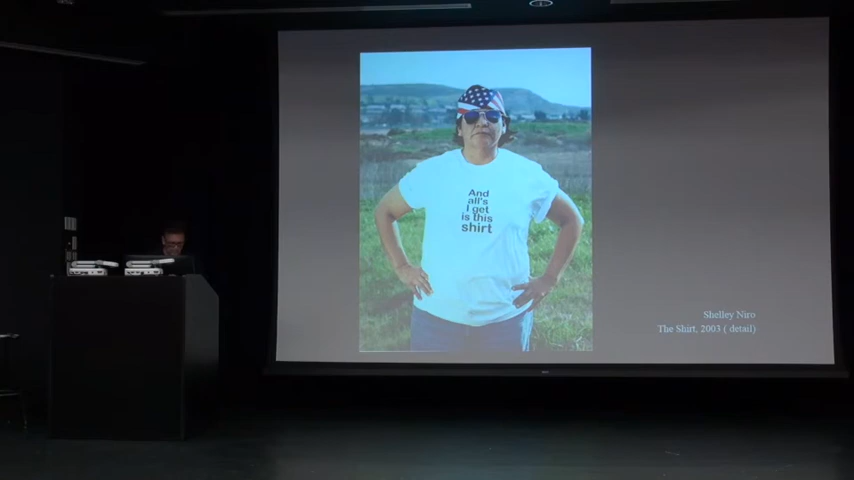 And
all's
I get
is this
shirt
Shelley Niro
The Shirt, 2003 ( detail)